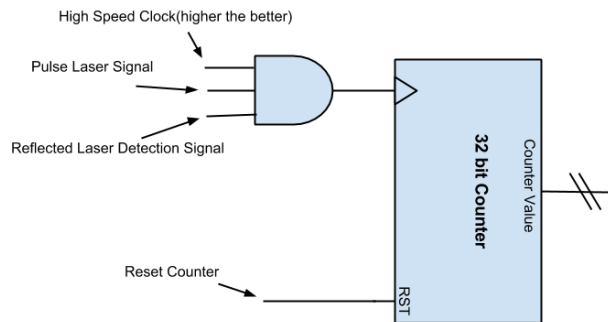 High Speed Clock(higher the better)
Pulse Laser Signal
Reflected Laser Detection Signal
32 bit Counter
Counter Value
Reset Counter
RST